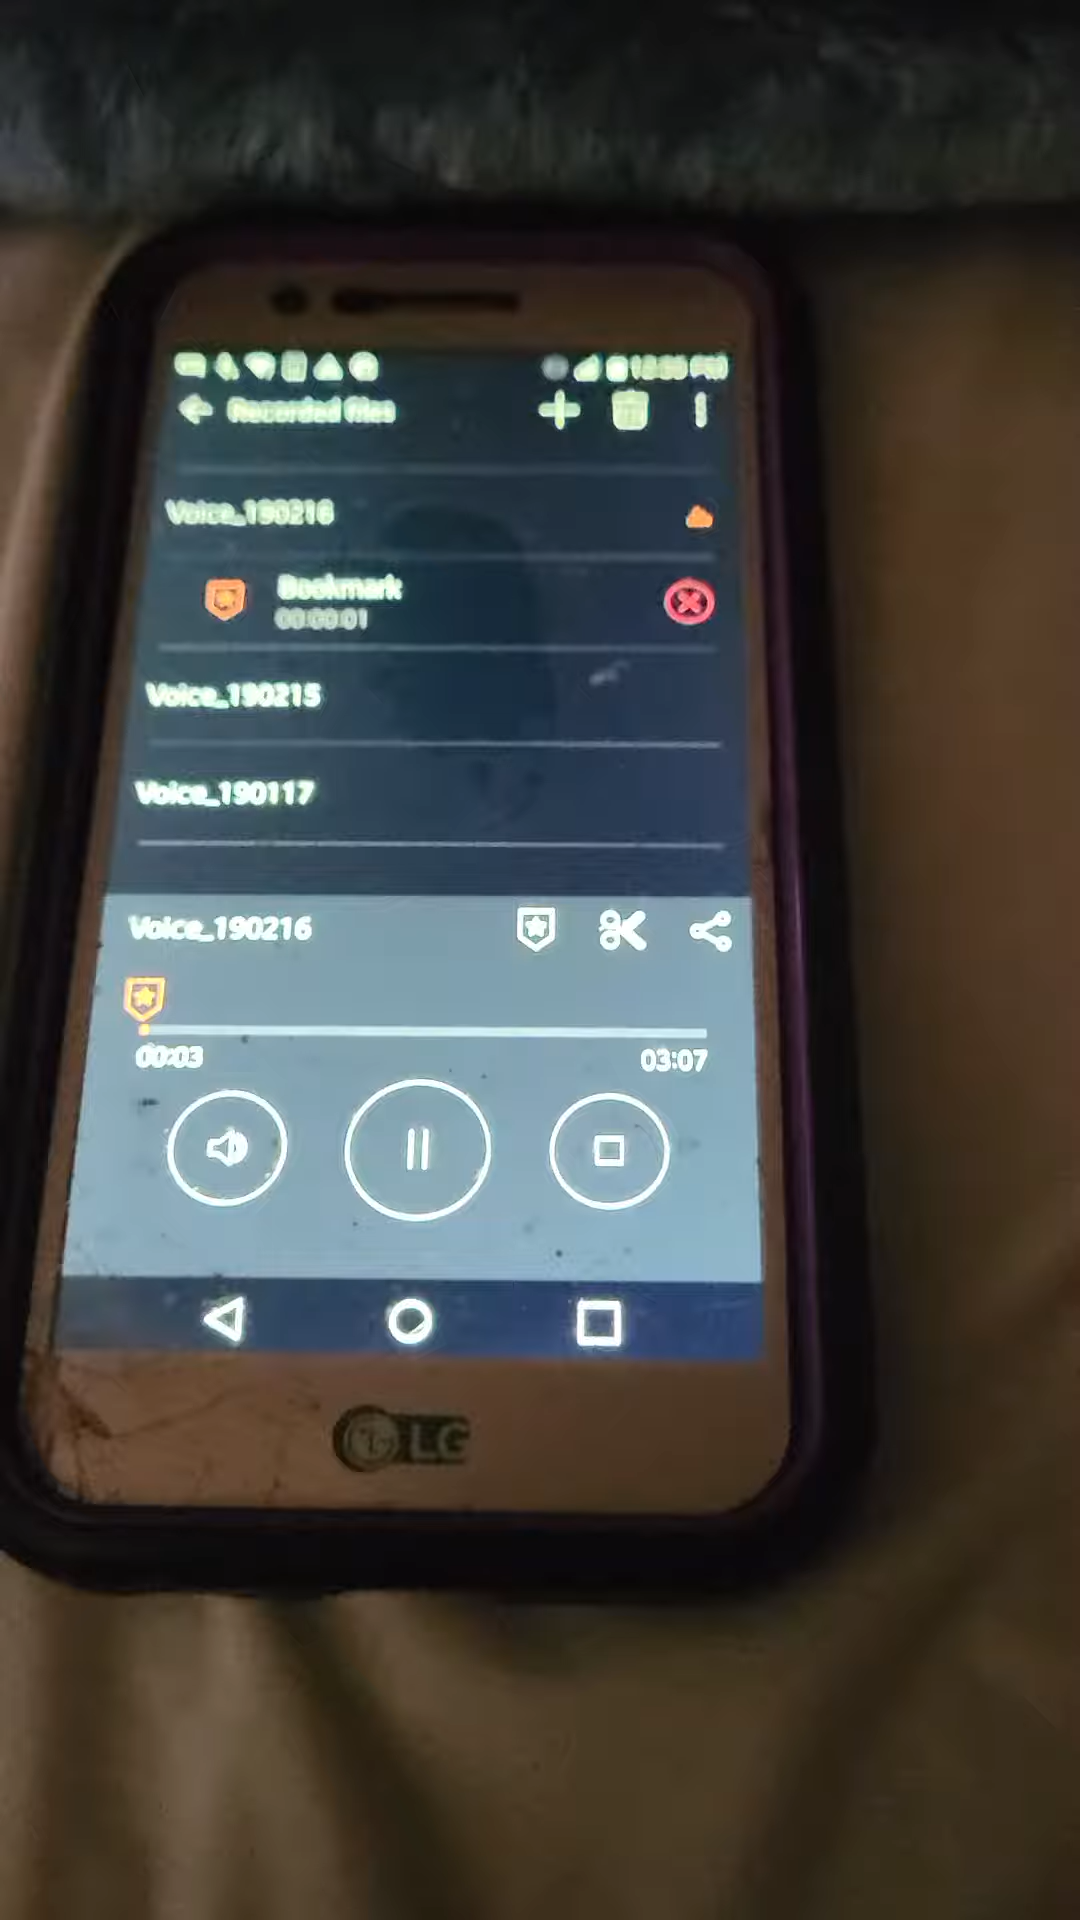 Recorded files
Voice_190216
Bookmark
00:00:01
Voice_190215
Voice_190117
Voice_190216
00:03
03:07
LG